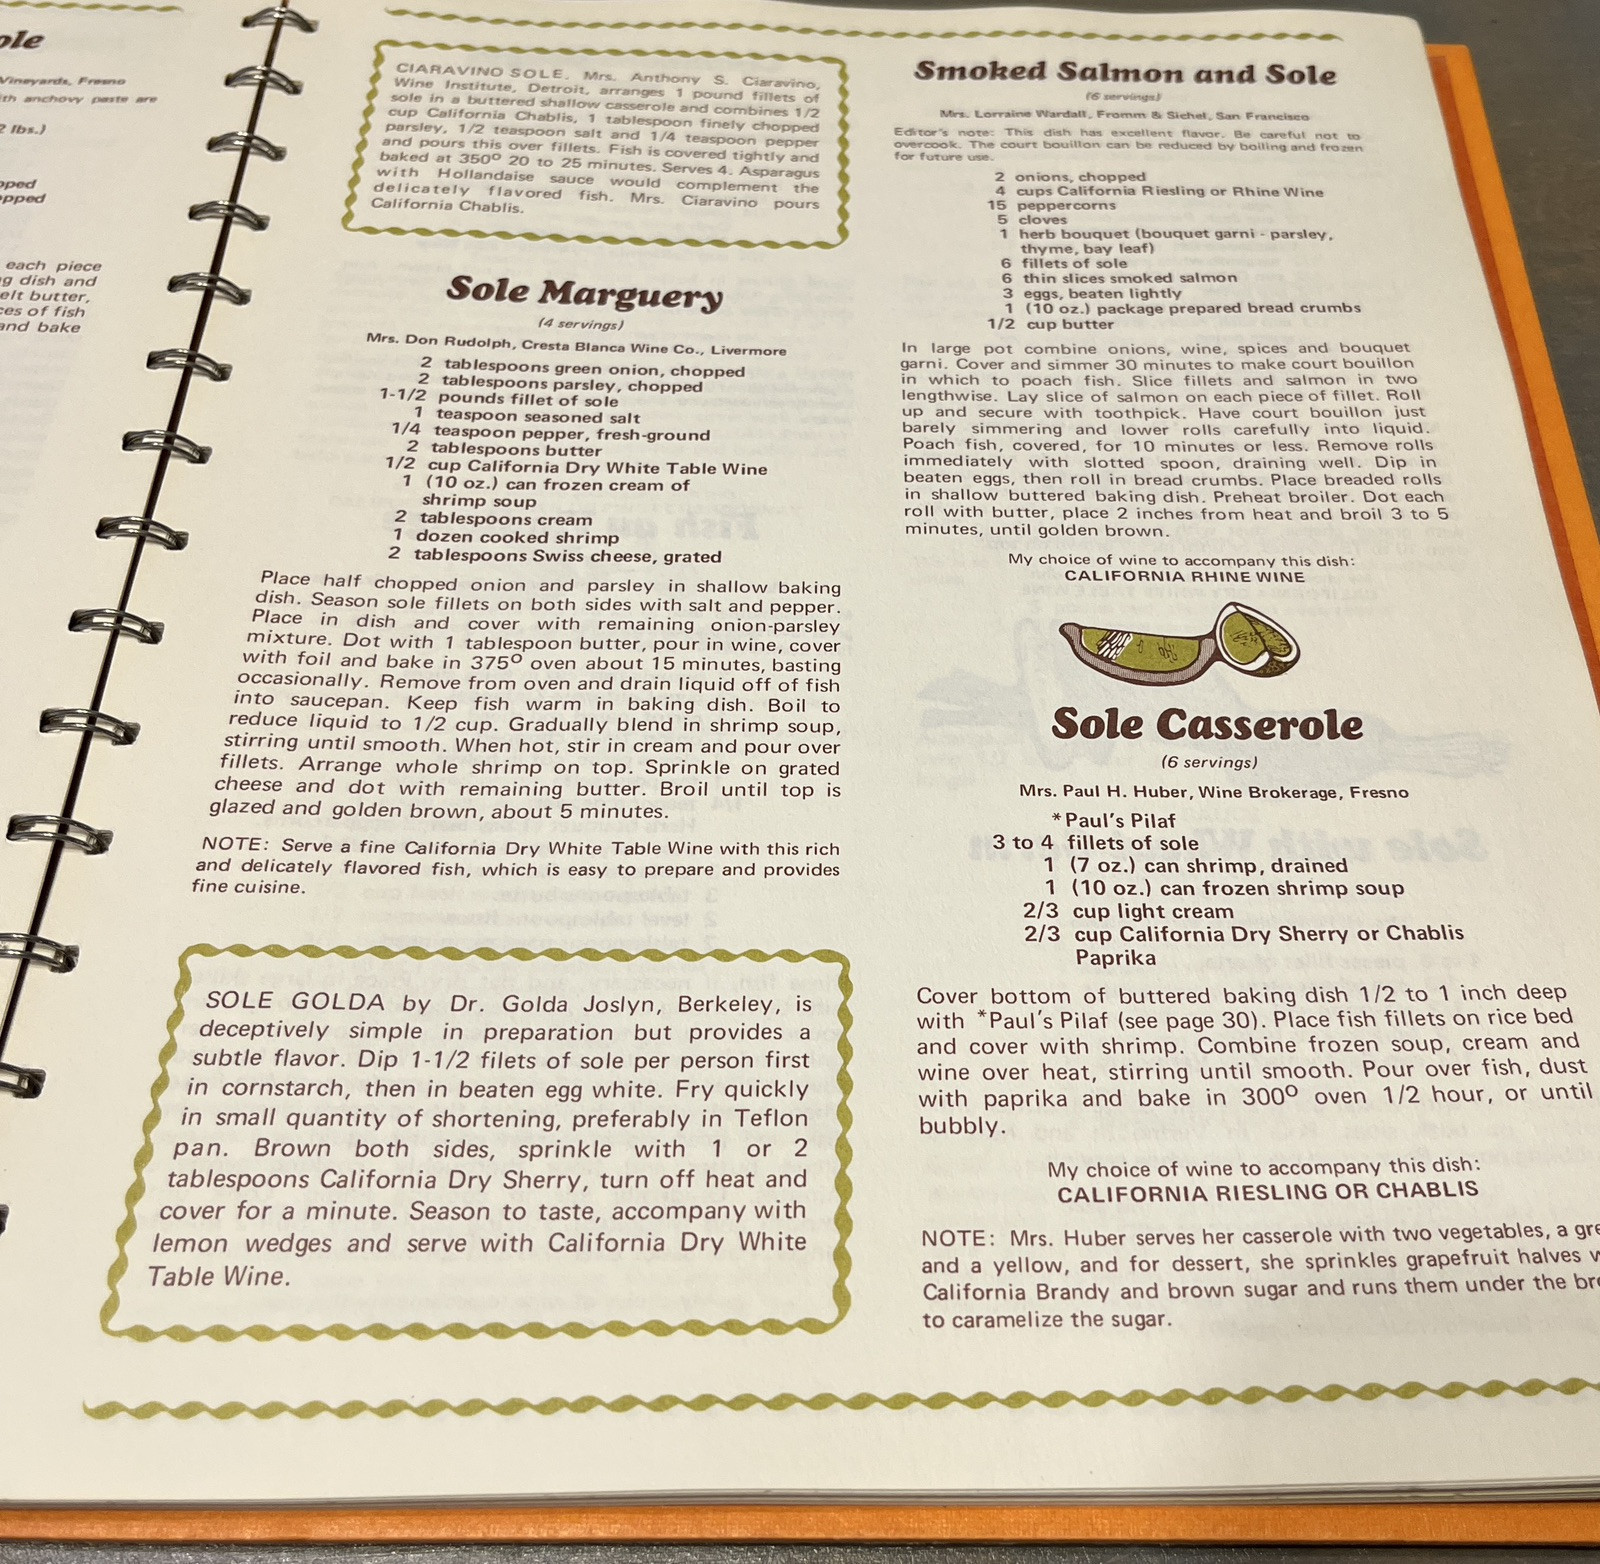 ole
Vineyards, Fresno
ith anchovy paste are
2 lbs.)
pped
opped
each piece
g dish and
elt butter,
ces of fish
and bake
CIARAVINO SOLE. Mrs. Anthony S. Ciaravino,
Wine Institute, Detroit, arranges 1 pound fillets of
sole in a buttered shallow casserole and combines 1/2
cup California Chablis, 1 tablespoon finely chopped
parsley, 1/2 teaspoon salt and 1/4 teaspoon pepper
and pours this over fillets. Fish is covered tightly and
baked at 350º 20 to 25 minutes. Serves 4. Asparagus
with Hollandaise sauce would complement the
delicately flavored fish. Mrs. Ciaravino pours
California Chablis.
Sole Marguery
(4 servings)
Mrs. Don Rudolph, Cresta Blanca Wine Co., Livermore
2 tablespoons green onion, chopped
2 tablespoons parsley, chopped
1-1/2 pounds fillet of sole
1 teaspoon seasoned salt
1/4 teaspoon pepper, fresh-ground
2 tablespoons butter
1/2 cup California Dry White Table Wine
1 (10 oz.) can frozen cream of
shrimp soup
2 tablespoons cream
1 dozen cooked shrimp
2 tablespoons Swiss cheese, grated
Place half chopped onion and parsley in shallow baking
dish. Season sole fillets on both sides with salt and pepper.
Place in dish and cover with remaining onion-parsley
mixture. Dot with 1 tablespoon butter, pour in wine, cover
with foil and bake in 375º oven about 15 minutes, basting
occasionally. Remove from oven and drain liquid off of fish
into saucepan. Keep fish warm in baking dish. Boil to
reduce liquid to 1/2 cup. Gradually blend in shrimp soup,
stirring until smooth. When hot, stir in cream and pour over
fillets. Arrange whole shrimp on top. Sprinkle on grated
cheese and dot with remaining butter. Broil until top is
glazed and golden brown, about 5 minutes.
NOTE: Serve a fine California Dry White Table Wine with this rich
and delicately flavored fish, which is easy to prepare and provides
fine cuisine.
SOLE GOLDA by Dr. Golda Joslyn, Berkeley, is
deceptively simple in preparation but provides a
subtle flavor. Dip 1-1/2 filets of sole per person first
in cornstarch, then in beaten egg white. Fry quickly
in small quantity of shortening, preferably in Teflon
pan. Brown both sides, sprinkle with 1 or 2
tablespoons California Dry Sherry, turn off heat and
cover for a minute. Season to taste, accompany with
lemon wedges and serve with California Dry White
Table Wine.
Smoked Salmon and Sole
(6 servings)
Mrs. Lorraine Wardall, Fromm & Sichel, San Francisco
Editor's note: This dish has excellent flavor. Be careful not to
overcook. The court bouillon can be reduced by boiling and frozen
for future use.
2 onions, chopped
4 cups California Riesling or Rhine Wine
15 peppercorns
5 cloves
1 herb bouquet (bouquet garni - parsley,
thyme, bay leaf)
6 fillets of sole
6 thin slices smoked salmon
3 eggs, beaten lightly
1 (10 oz.) package prepared bread crumbs
1/2 cup butter
In large pot combine onions, wine, spices and bouquet
garni. Cover and simmer 30 minutes to make court bouillon
in which to poach fish. Slice fillets and salmon in two
lengthwise. Lay slice of salmon on each piece of fillet. Roll
up and secure with toothpick. Have court bouillon just
barely simmering and lower rolls carefully into liquid.
Poach fish, covered, for 10 minutes or less. Remove rolls
immediately with slotted spoon, draining well. Dip in
beaten eggs, then roll in bread crumbs. Place breaded rolls
in shallow buttered baking dish. Preheat broiler. Dot each
roll with butter, place 2 inches from heat and broil 3 to 5
minutes, until golden brown.
My choice of wine to accompany this dish:
CALIFORNIA RHINE WINE
Sole Casserole
(6 servings)
Mrs. Paul H. Huber, Wine Brokerage, Fresno
*Paul's Pilaf
3 to 4 fillets of sole
1 (7 oz.) can shrimp, drained
1 (10 oz.) can frozen shrimp soup
2/3 cup light cream
2/3 cup California Dry Sherry or Chablis
Paprika
Cover bottom of buttered baking dish 1/2 to 1 inch deep
with *Paul's Pilaf (see page 30). Place fish fillets on rice bed
and cover with shrimp. Combine frozen soup, cream and
wine over heat, stirring until smooth. Pour over fish, dust
with paprika and bake in 300º oven 1/2 hour, or until
bubbly.
My choice of wine to accompany this dish:
CALIFORNIA RIESLING OR CHABLIS
NOTE: Mrs. Huber serves her casserole with two vegetables, a gre
and a yellow, and for dessert, she sprinkles grapefruit halves w
California Brandy and brown sugar and runs them under the bro
to caramelize the sugar.